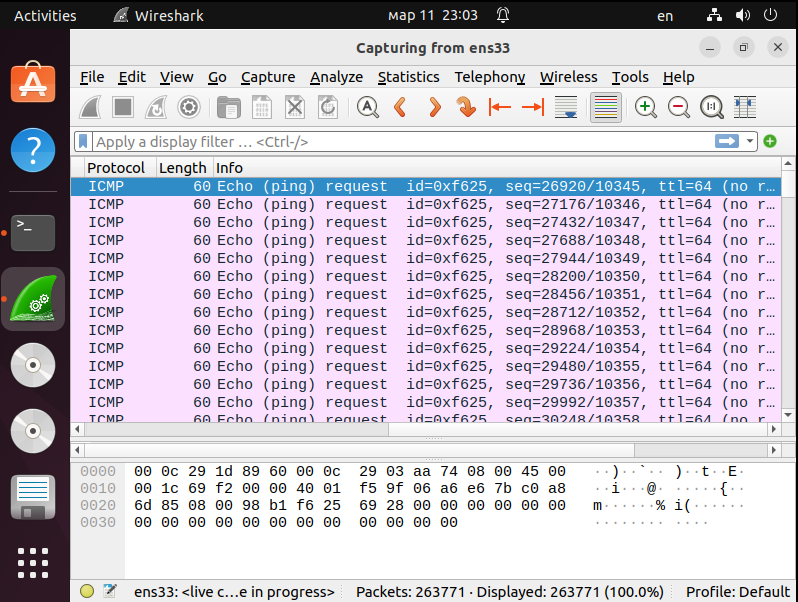 Activities Wireshark мар 11 23:03 en
Capturing from ens33
File Edit View Go Capture Analyze Statistics Telephony Wireless Tools Help
Apply a display filter … <Ctrl-/>
Protocol Length Info
ICMP 60 Echo (ping) request id=0xf625, seq=26920/10345, ttl=64 (no r…
ICMP 60 Echo (ping) request id=0xf625, seq=27176/10346, ttl=64 (no r…
ICMP 60 Echo (ping) request id=0xf625, seq=27432/10347, ttl=64 (no r…
ICMP 60 Echo (ping) request id=0xf625, seq=27688/10348, ttl=64 (no r…
ICMP 60 Echo (ping) request id=0xf625, seq=27944/10349, ttl=64 (no r…
ICMP 60 Echo (ping) request id=0xf625, seq=28200/10350, ttl=64 (no r…
ICMP 60 Echo (ping) request id=0xf625, seq=28456/10351, ttl=64 (no r…
ICMP 60 Echo (ping) request id=0xf625, seq=28712/10352, ttl=64 (no r…
ICMP 60 Echo (ping) request id=0xf625, seq=28968/10353, ttl=64 (no r…
ICMP 60 Echo (ping) request id=0xf625, seq=29224/10354, ttl=64 (no r…
ICMP 60 Echo (ping) request id=0xf625, seq=29480/10355, ttl=64 (no r…
ICMP 60 Echo (ping) request id=0xf625, seq=29736/10356, ttl=64 (no r…
ICMP 60 Echo (ping) request id=0xf625, seq=29992/10357, ttl=64 (no r…
ICMP 60 Echo (ping) request id=0xf625, seq=30248/10358, ttl=64 (no r…
0000 00 0c 29 1d 89 60 00 0c 29 03 aa 74 08 00 45 00 ··)··`·· )··t··E·
0010 00 1c 69 f2 00 00 40 01 f5 9f 06 a6 e6 7b c0 a8 ··i···@· ·····{··
0020 6d 85 08 00 98 b1 f6 25 69 28 00 00 00 00 00 00 m······% i(······
0030 00 00 00 00 00 00 00 00 00 00 00 00 ········ ····
ens33: <live c…e in progress> Packets: 263771 · Displayed: 263771 (100.0%) Profile: Default